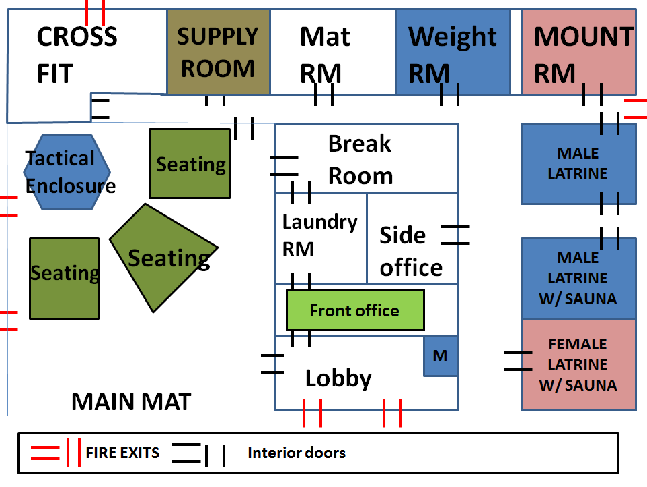 CROSS
FIT
SUPPLY
ROOM
Mat
RM
Weight
RM
MOUNT
RM
Tactical
Enclosure
Seating
Break
Room
MALE
LATRINE
Laundry
RM
Side
office
Seating
Seating
MALE
LATRINE
W/ SAUNA
Front office
M
FEMALE
LATRINE
W/ SAUNA
Lobby
MAIN MAT
FIRE EXITS
Interior doors